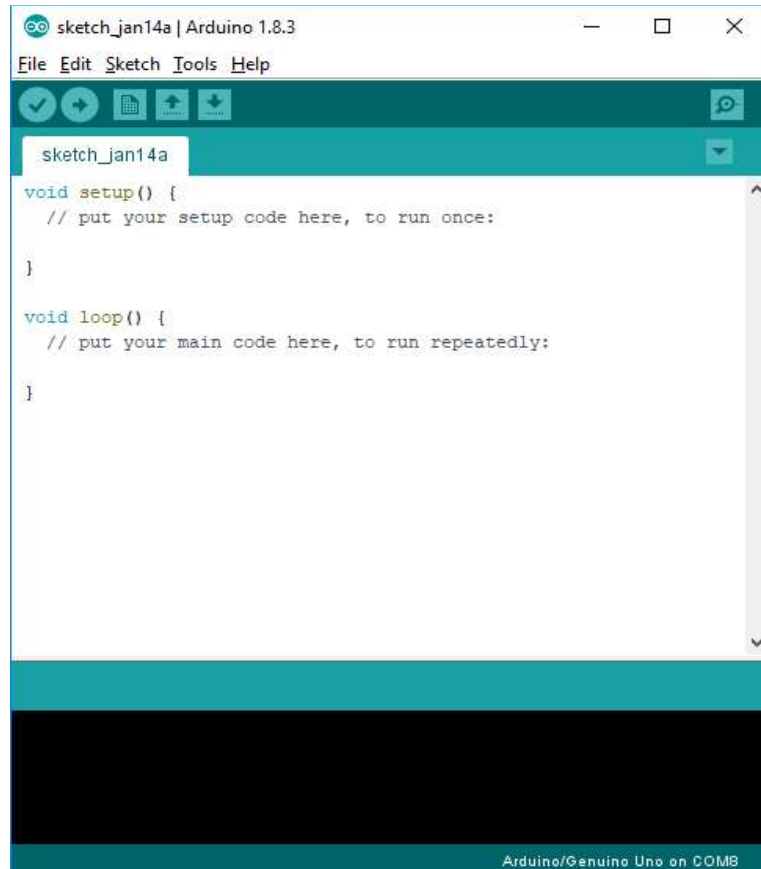 sketch_jan14a | Arduino 1.8.3
File Edit Sketch Tools Help
sketch_jan14a
void setup() {
  // put your setup code here, to run once:
}
void loop() {
  // put your main code here, to run repeatedly:
}
Arduino/Genuino Uno on COM8